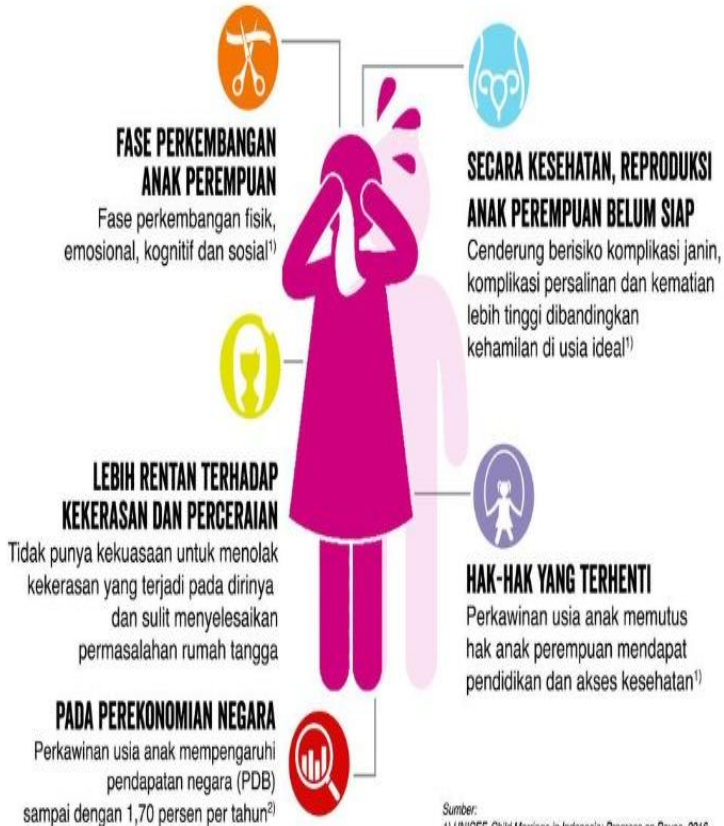 FASE PERKEMBANGAN
ANAK PEREMPUAN
Fase perkembangan fisik,
emosional, kognitif dan sosial¹⁾
SECARA KESEHATAN, REPRODUKSI
ANAK PEREMPUAN BELUM SIAP
Cenderung berisiko komplikasi janin,
komplikasi persalinan dan kematian
lebih tinggi dibandingkan
kehamilan di usia ideal¹⁾
LEBIH RENTAN TERHADAP
KEKERASAN DAN PERCERAIAN
Tidak punya kekuasaan untuk menolak
kekerasan yang terjadi pada dirinya
dan sulit menyelesaikan
permasalahan rumah tangga
HAK-HAK YANG TERHENTI
Perkawinan usia anak memutus
hak anak perempuan mendapat
pendidikan dan akses kesehatan¹⁾
PADA PEREKONOMIAN NEGARA
Perkawinan usia anak mempengaruhi
pendapatan negara (PDB)
sampai dengan 1,70 persen per tahun²⁾
Sumber:
1) UNICEF, Child Marriage in Indonesia: Progress on Pause, 2016